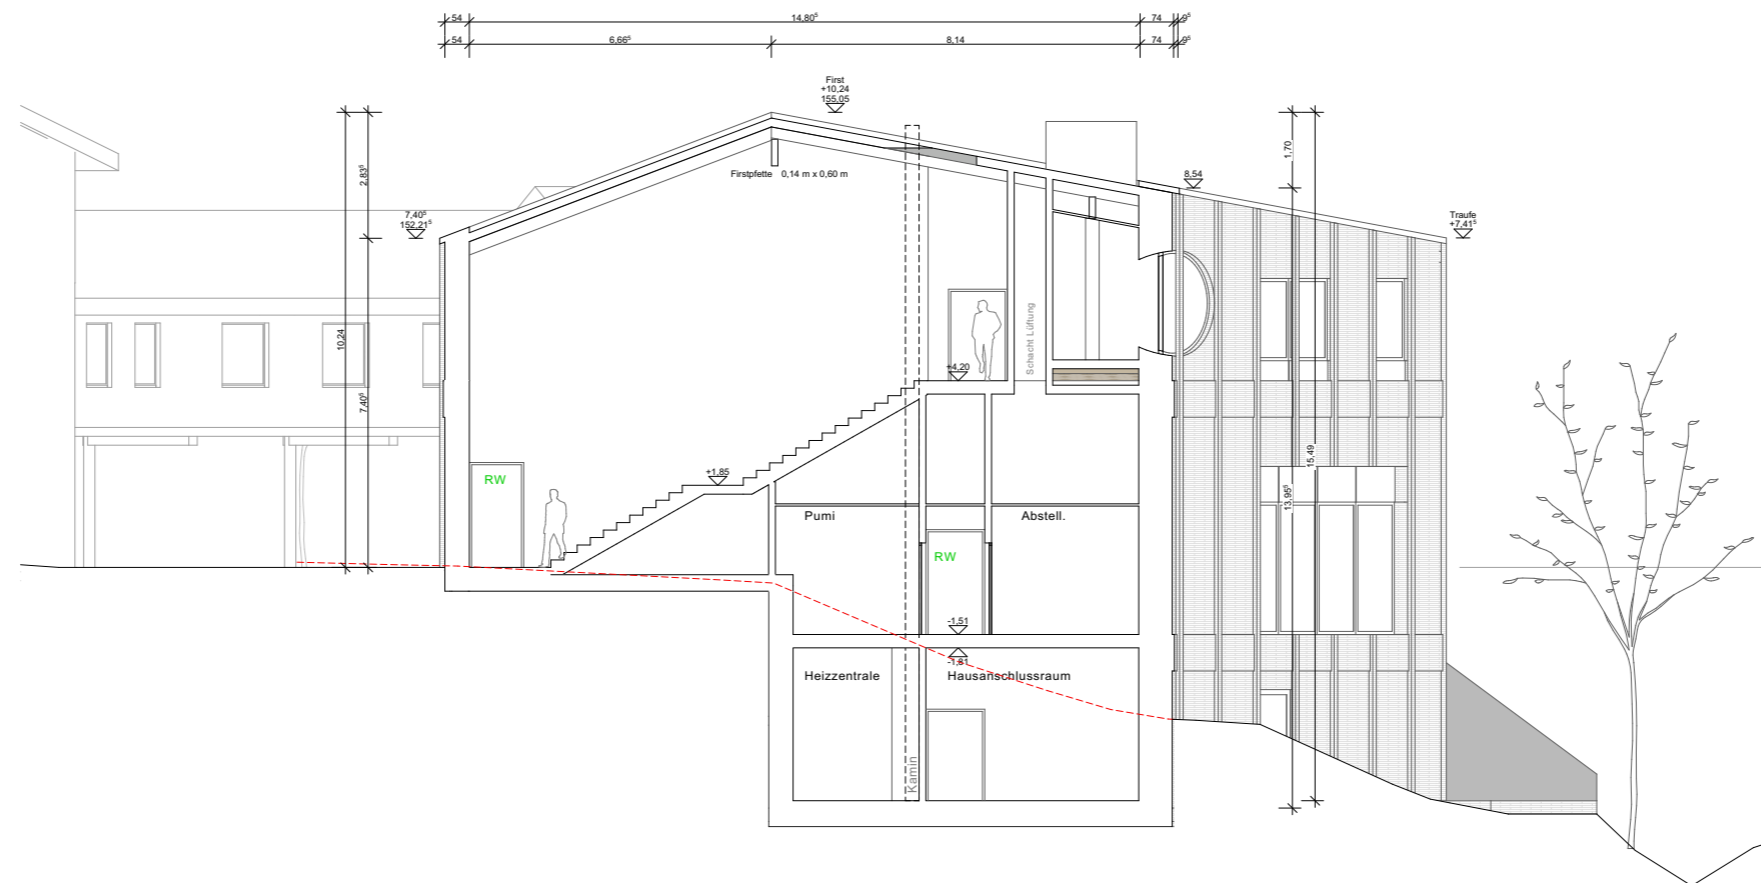 54
14,80⁵
74
9⁵
54
6,66⁵
8,14
74
9⁵
First
+10,24
155,05
2,83⁵
1,70
Firstpfette 0,14 m x 0,60 m
8,54
7,40⁵
152,21⁵
Traufe
+7,41⁵
10,24
7,40⁵
Schacht Lüftung
+4,20
15,49
13,95⁵
+1,85
RW
Pumi
Abstell.
RW
-1,51
-1,81
Heizzentrale
Hausanschlussraum
Kamin